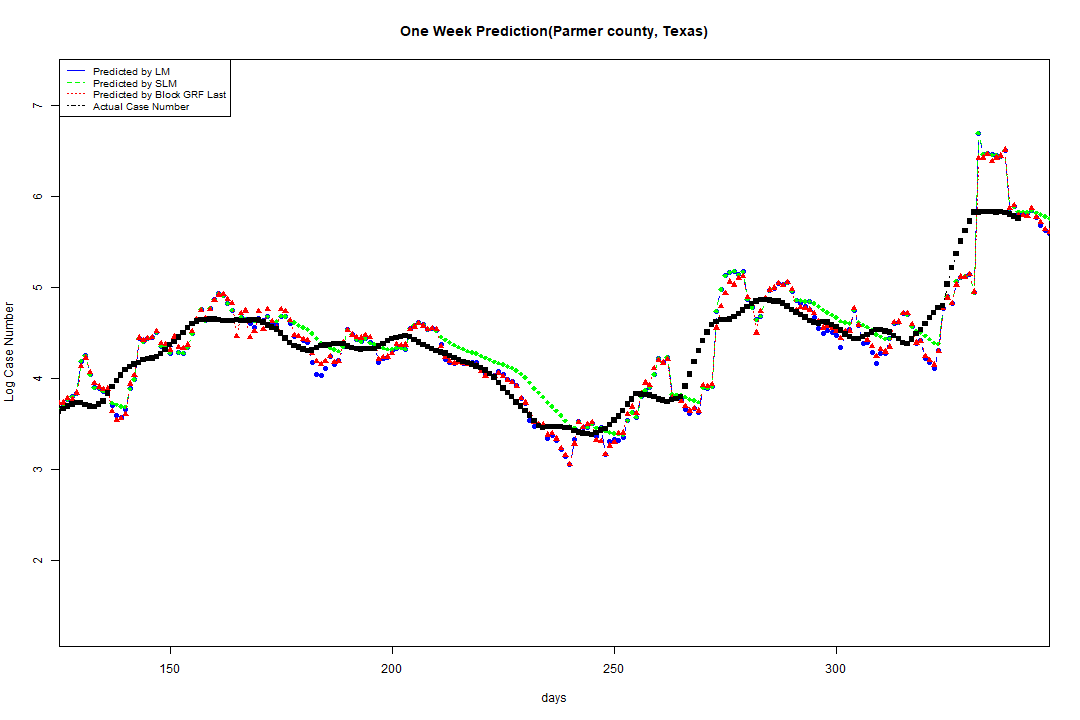 One Week Prediction(Parmer county, Texas)
Predicted by LM
Predicted by SLM
Predicted by Block GRF Last
Actual Case Number
7
6
5
4
3
2
Log Case Number
150 200 250 300
days